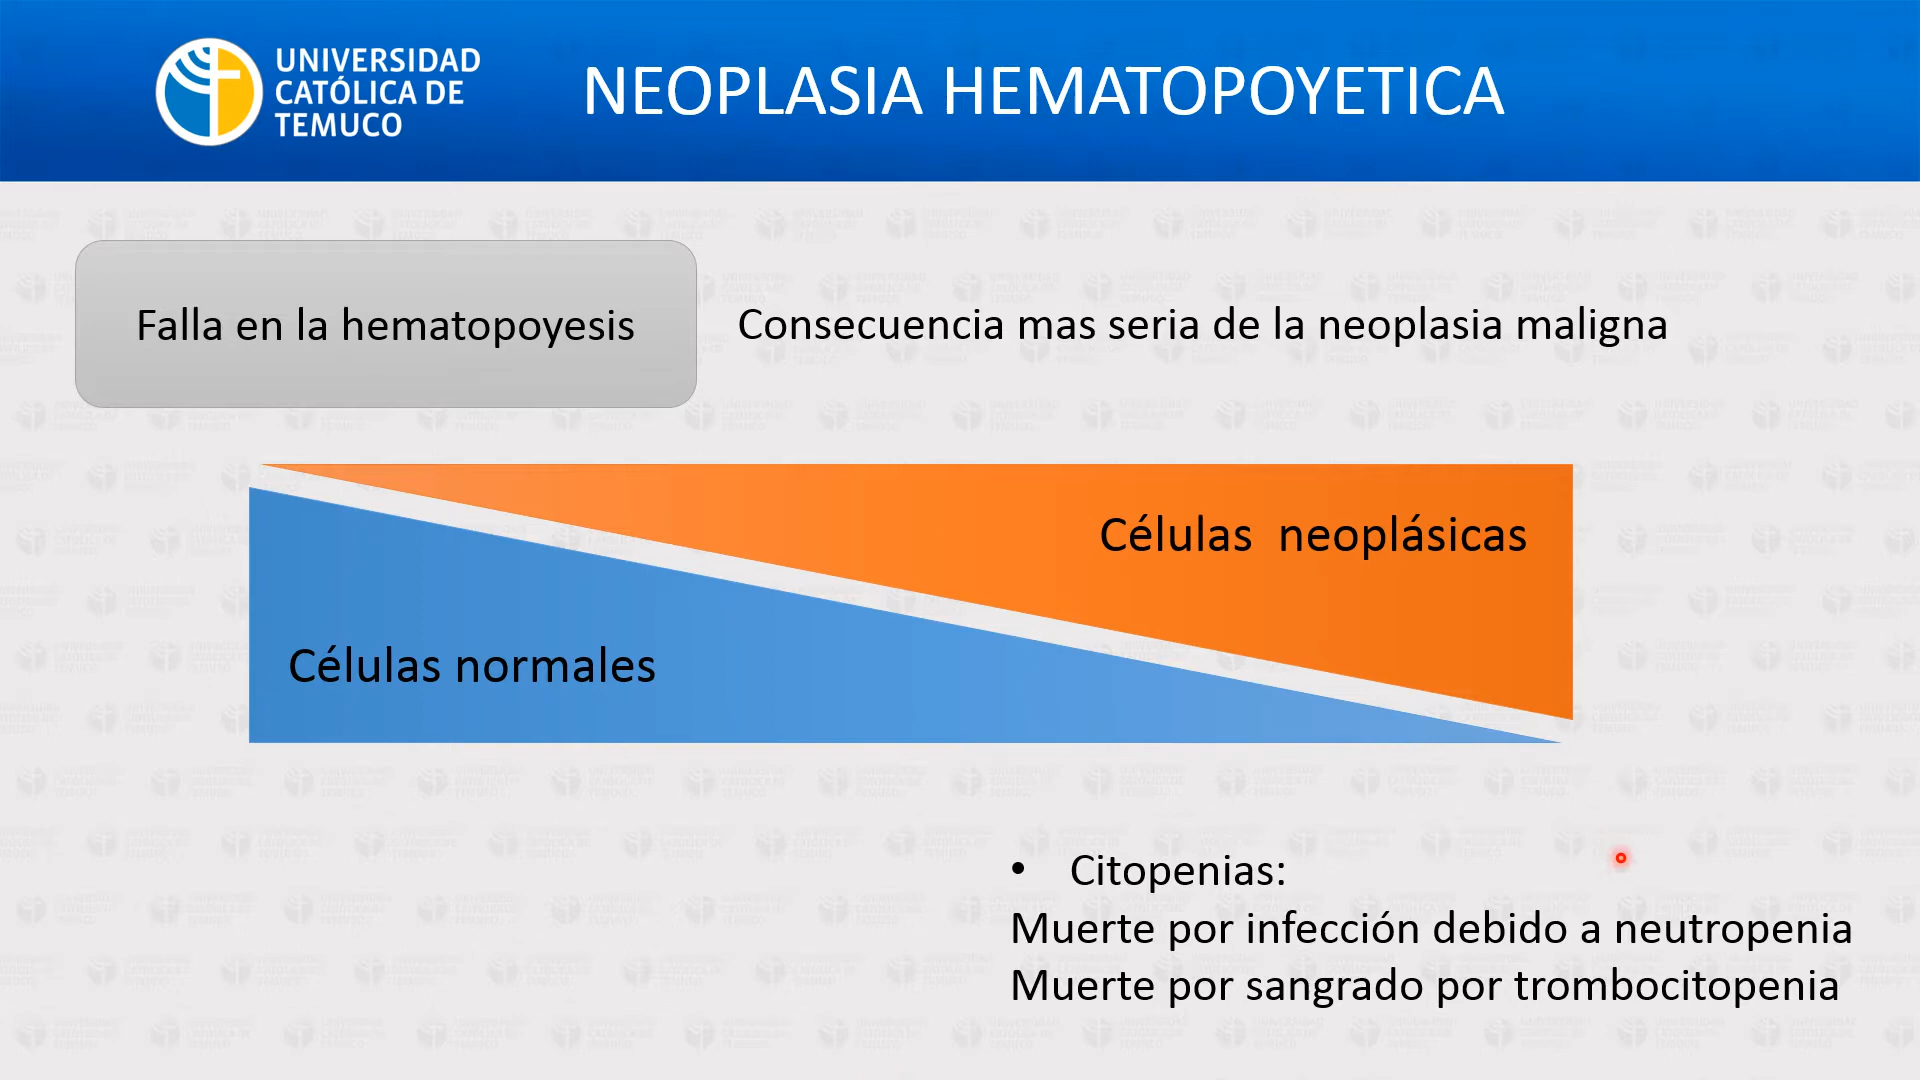 UNIVERSIDAD
CATÓLICA DE
TEMUCO
NEOPLASIA HEMATOPOYETICA
Falla en la hematopoyesis
Consecuencia mas seria de la neoplasia maligna
Células neoplásicas
Células normales
• Citopenias:
Muerte por infección debido a neutropenia
Muerte por sangrado por trombocitopenia